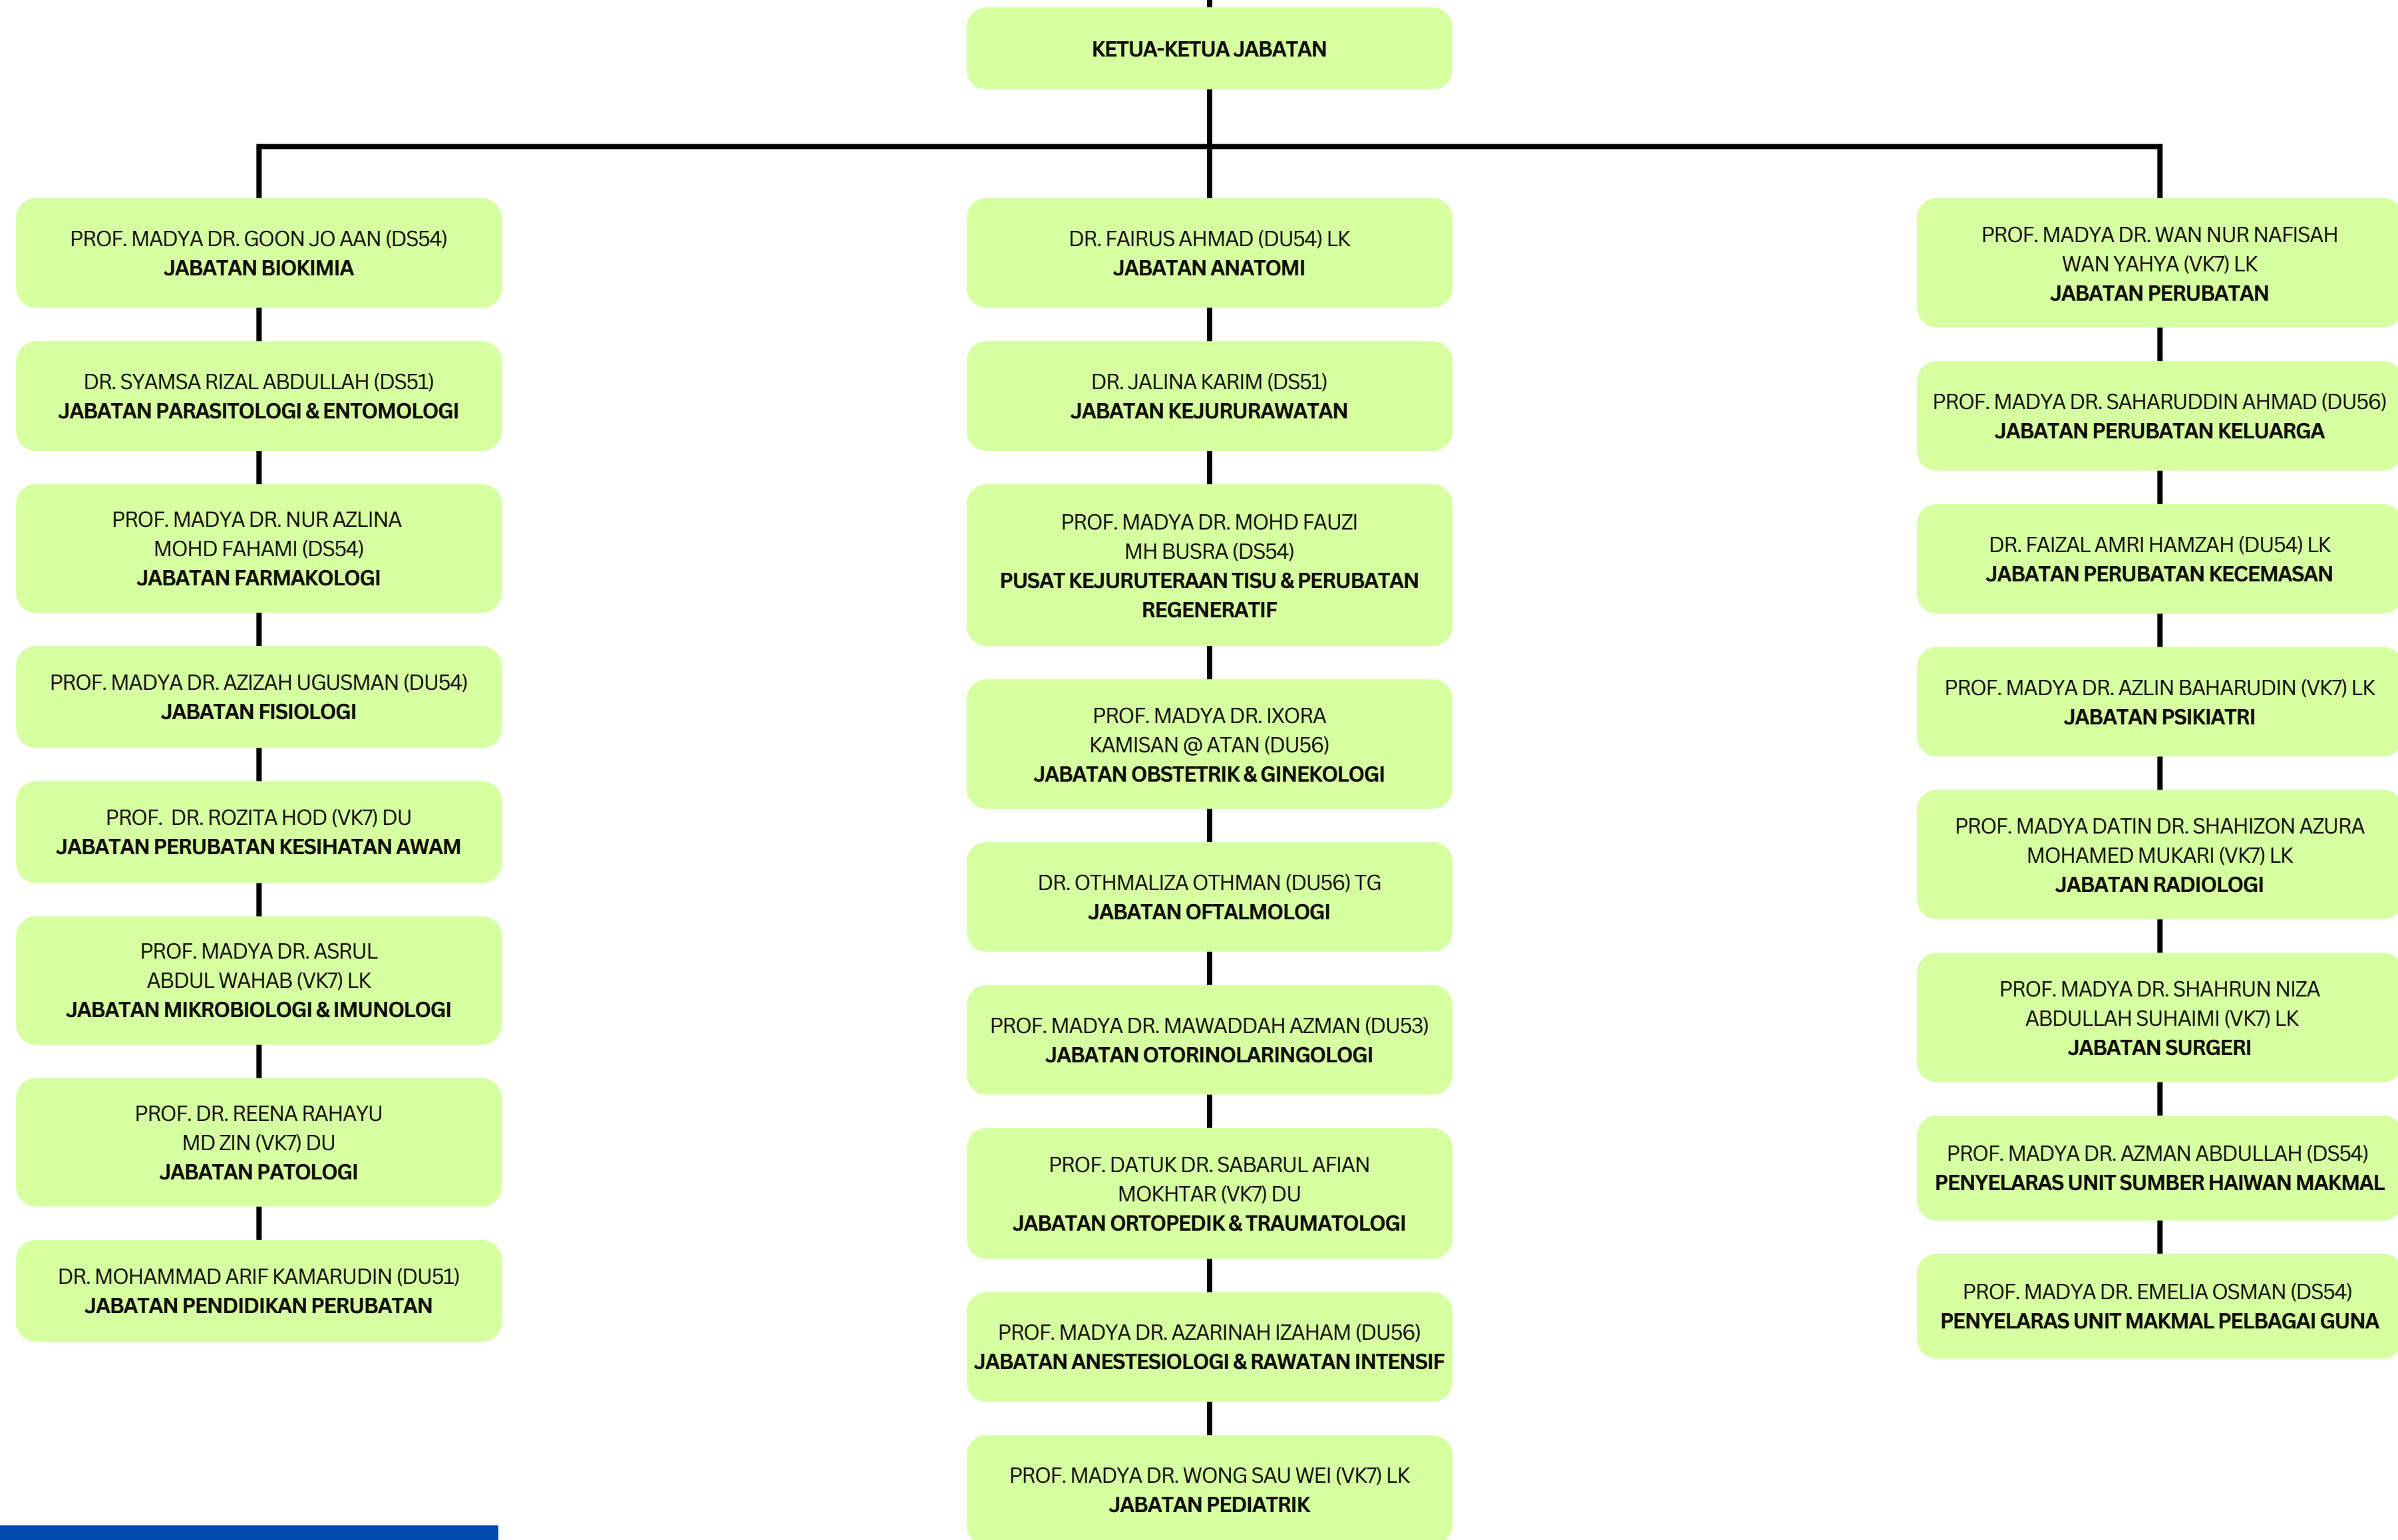 KETUA-KETUA JABATAN
PROF. MADYA DR. GOON JO AAN (DS54)
JABATAN BIOKIMIA
DR. SYAMSA RIZAL ABDULLAH (DS51)
JABATAN PARASITOLOGI & ENTOMOLOGI
PROF. MADYA DR. NUR AZLINA
MOHD FAHAMI (DS54)
JABATAN FARMAKOLOGI
PROF. MADYA DR. AZIZAH UGUSMAN (DU54)
JABATAN FISIOLOGI
PROF. DR. ROZITA HOD (VK7) DU
JABATAN PERUBATAN KESIHATAN AWAM
PROF. MADYA DR. ASRUL
ABDUL WAHAB (VK7) LK
JABATAN MIKROBIOLOGI & IMUNOLOGI
PROF. DR. REENA RAHAYU
MD ZIN (VK7) DU
JABATAN PATOLOGI
DR. MOHAMMAD ARIF KAMARUDIN (DU51)
JABATAN PENDIDIKAN PERUBATAN
DR. FAIRUS AHMAD (DU54) LK
JABATAN ANATOMI
DR. JALINA KARIM (DS51)
JABATAN KEJURURAWATAN
PROF. MADYA DR. MOHD FAUZI
MH BUSRA (DS54)
PUSAT KEJURUTERAAN TISU & PERUBATAN
REGENERATIF
PROF. MADYA DR. IXORA
KAMISAN @ ATAN (DU56)
JABATAN OBSTETRIK & GINEKOLOGI
DR. OTHMALIZA OTHMAN (DU56) TG
JABATAN OFTALMOLOGI
PROF. MADYA DR. MAWADDAH AZMAN (DU53)
JABATAN OTORINOLARINGOLOGI
PROF. DATUK DR. SABARUL AFIAN
MOKHTAR (VK7) DU
JABATAN ORTOPEDIK & TRAUMATOLOGI
PROF. MADYA DR. AZARINAH IZAHAM (DU56)
JABATAN ANESTESIOLOGI & RAWATAN INTENSIF
PROF. MADYA DR. WONG SAU WEI (VK7) LK
JABATAN PEDIATRIK
PROF. MADYA DR. WAN NUR NAFISAH
WAN YAHYA (VK7) LK
JABATAN PERUBATAN
PROF. MADYA DR. SAHARUDDIN AHMAD (DU56)
JABATAN PERUBATAN KELUARGA
DR. FAIZAL AMRI HAMZAH (DU54) LK
JABATAN PERUBATAN KECEMASAN
PROF. MADYA DR. AZLIN BAHARUDIN (VK7) LK
JABATAN PSIKIATRI
PROF. MADYA DATIN DR. SHAHIZON AZURA
MOHAMED MUKARI (VK7) LK
JABATAN RADIOLOGI
PROF. MADYA DR. SHAHRUN NIZA
ABDULLAH SUHAIMI (VK7) LK
JABATAN SURGERI
PROF. MADYA DR. AZMAN ABDULLAH (DS54)
PENYELARAS UNIT SUMBER HAIWAN MAKMAL
PROF. MADYA DR. EMELIA OSMAN (DS54)
PENYELARAS UNIT MAKMAL PELBAGAI GUNA